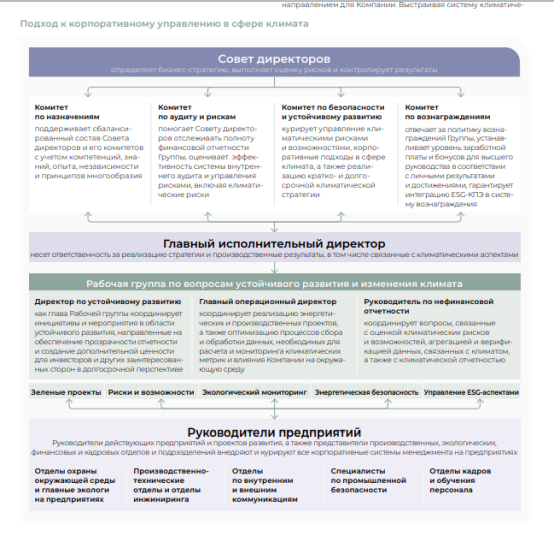 направлением для Компании. Выстраивая систему климатиче-
Подход к корпоративному управлению в сфере климата
Совет директоров
определяет бизнес-стратегию, выполняет оценку рисков и контролирует результаты
Комитет
по назначениям
поддерживает сбаланси-
рованный состав Совета
директоров и его комитетов
с учетом компетенций, зна-
ний, опыта, независимости
и принципов многообразия
Комитет
по аудиту и рискам
помогает Совету директо-
ров отслеживать полноту
финансовой отчетности
Группы, оценивает эффек-
тивность системы внутрен-
него аудита и управления
рисками, включая климати-
ческие риски
Комитет по безопасности
и устойчивому развитию
курирует управление кли-
матическими рисками
и возможностями, корпо-
ративные подходы в сфере
климата, а также реали-
зацию кратко- и долго-
срочной климатической
стратегии
Комитет
по вознаграждениям
отвечает за политику возна-
граждений Группы, устанав-
ливает уровень заработной
платы и бонусов для высшего
руководства в соответствии
с личными результатами
и достижениями, гарантирует
интеграцию ESG-КПЭ в систе-
му вознаграждения
Главный исполнительный директор
несет ответственность за реализацию стратегии и производственные результаты, в том числе связанные с климатическими аспектами
Рабочая группа по вопросам устойчивого развития и изменения климата
Директор по устойчивому развитию
как глава Рабочей группы координирует
инициативы и мероприятия в области
устойчивого развития, направленные на
обеспечение прозрачности отчетности
и создание дополнительной ценности
для инвесторов и других заинтересован-
ных сторон в долгосрочной перспективе
Главный операционный директор
координирует реализацию энергети-
ческих и производственных проектов,
а также оптимизацию процессов сбора
и обработки данных, необходимых для
расчета и мониторинга климатических
метрик и влияния Компании на окружа-
ющую среду
Руководитель по нефинансовой
отчетности
координирует вопросы, связанные
с оценкой климатических рисков
и возможностей, агрегацией и верифи-
кацией данных, связанных с климатом,
а также с климатической отчетностью
Зеленые проекты Риски и возможности Экологический мониторинг Энергетическая безопасность Управление ESG-аспектами
Руководители предприятий
Руководители действующих предприятий и проектов развития, а также представители производственных, экологических,
финансовых и кадровых отделов и подразделений внедряют и курируют все корпоративные системы менеджмента на предприятиях
Отделы охраны
окружающей среды
и главные экологи
на предприятиях
Производственно-
технические
отделы и отделы
инжиниринга
Отделы
по внутренним
и внешним
коммуникациям
Специалисты
по промышленной
безопасности
Отделы кадров
и обучения
персонала